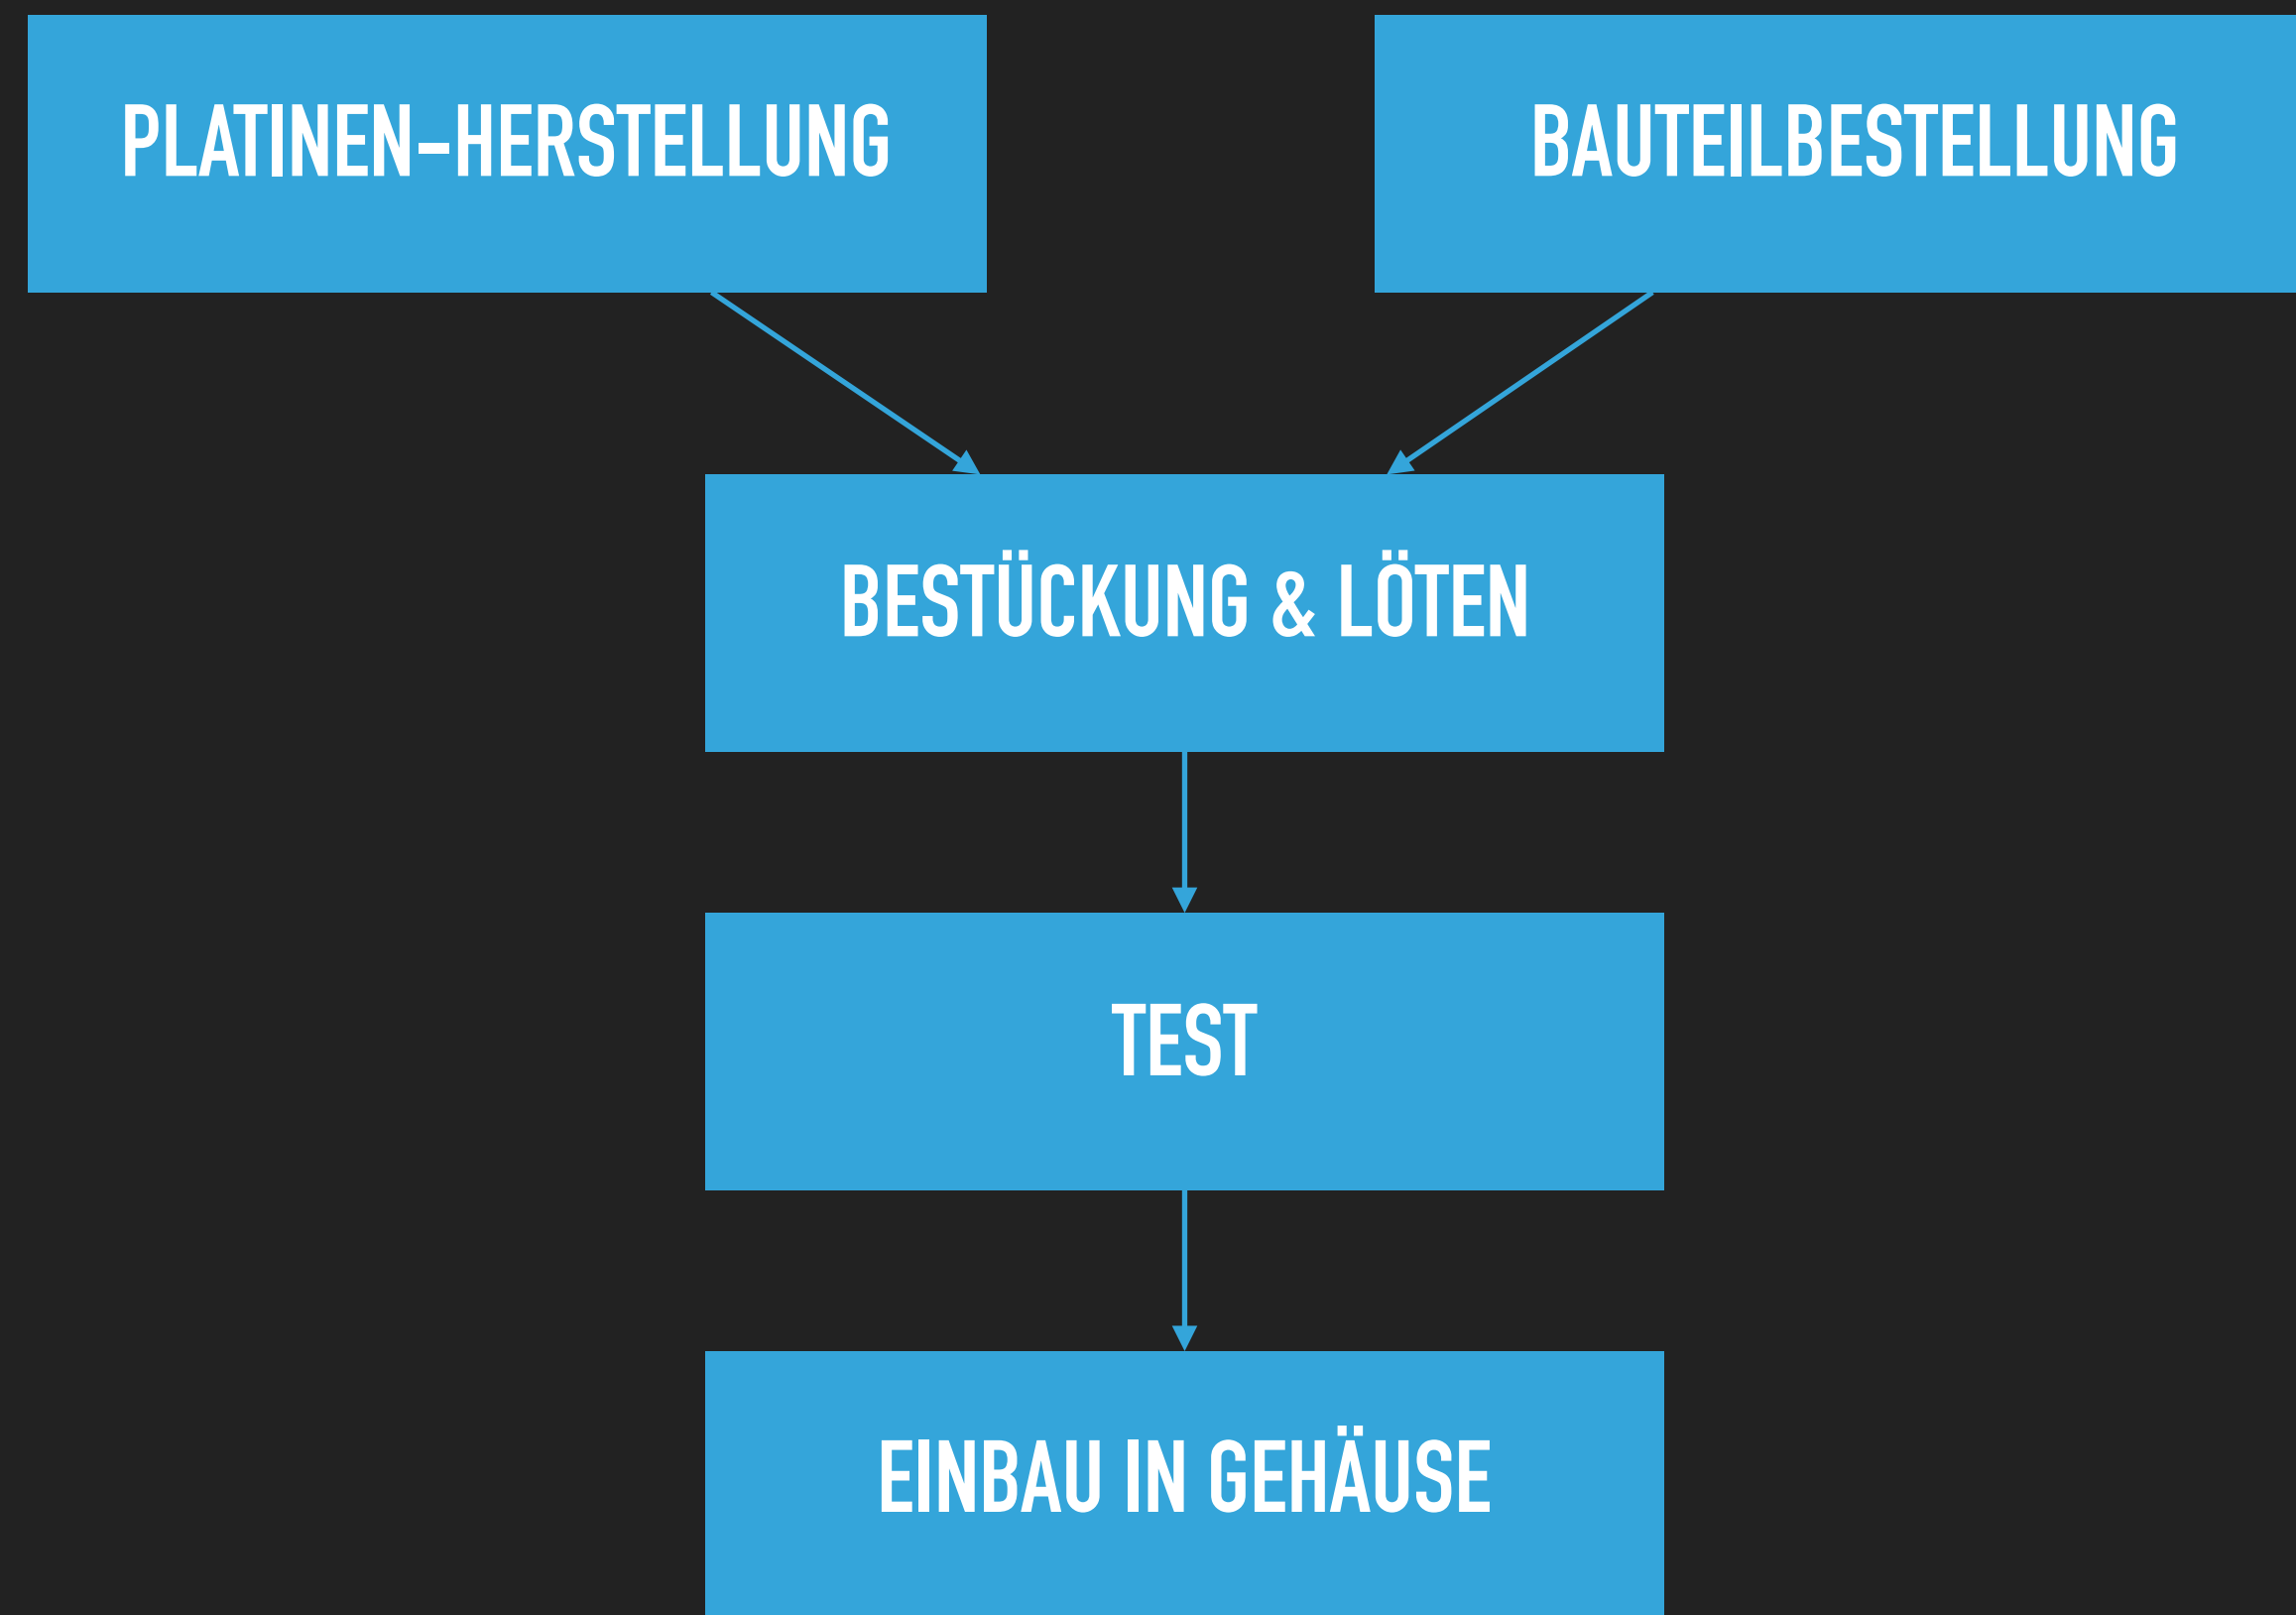 PLATINEN-HERSTELLUNG
BAUTEILBESTELLUNG
BESTÜCKUNG & LÖTEN
TEST
EINBAU IN GEHÄUSE